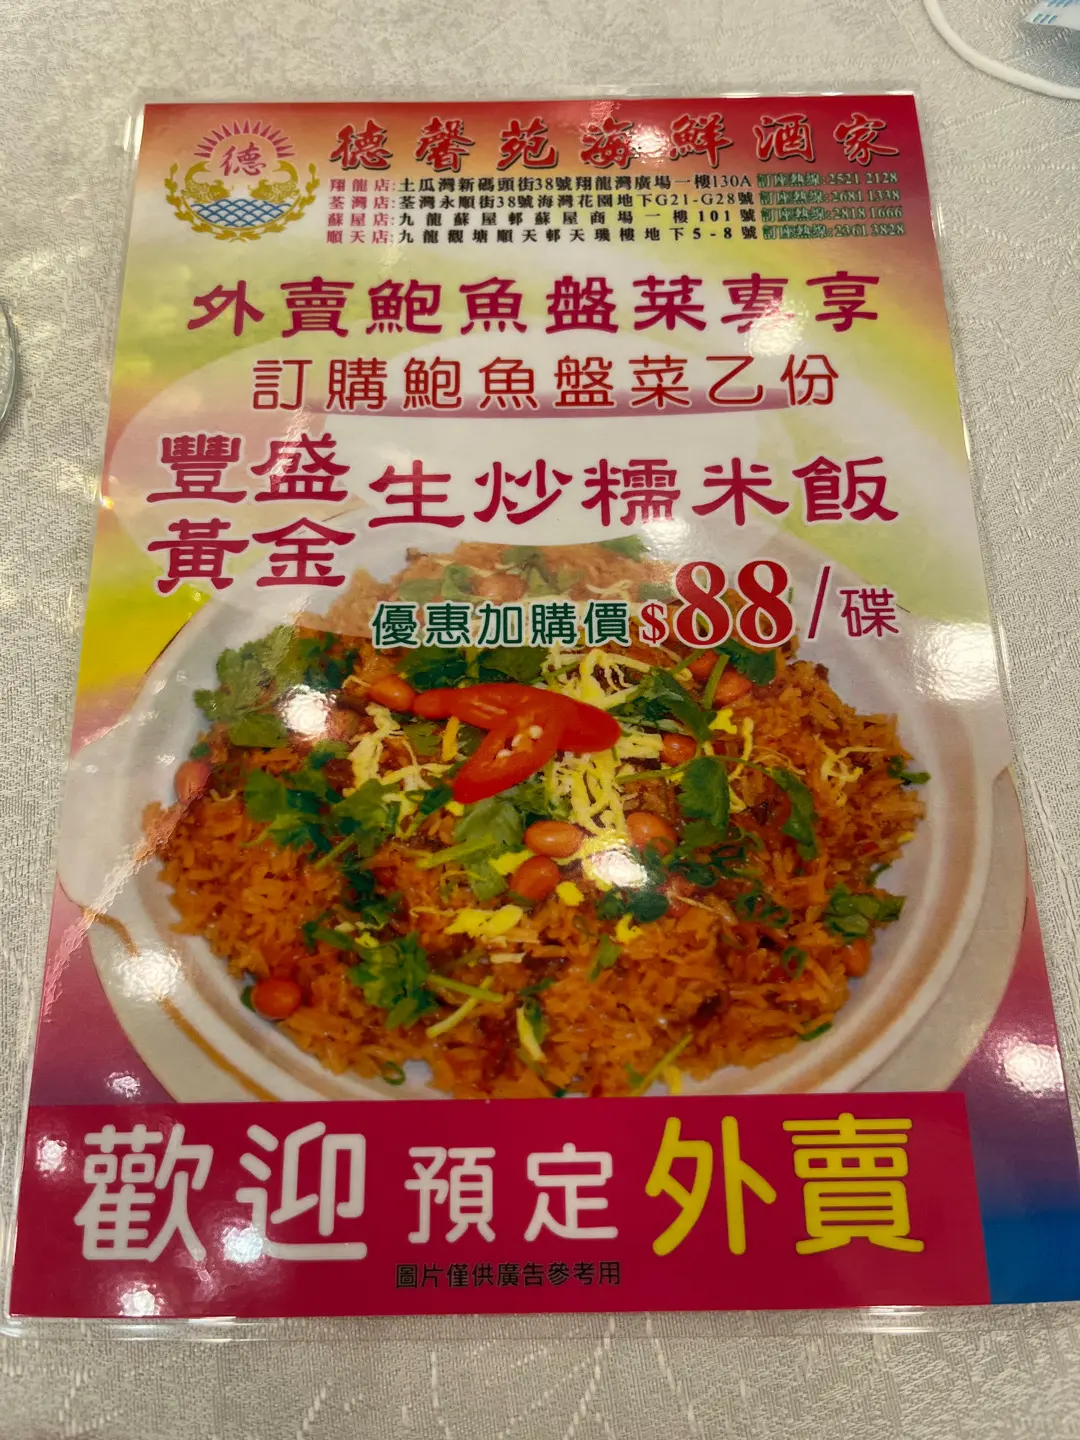 德
德馨苑海鮮酒家
翔龍店:土瓜灣新碼頭街38號翔龍灣廣場一樓130A 訂座熱線:2521 2128
荃灣店:荃灣永順街38號海灣花園地下G21-G28號 訂座熱線:2681 1338
蘇屋店:九龍蘇屋邨蘇屋商場一樓101號 訂座熱線:2818 1666
順天店:九龍觀塘順天邨天璣樓地下5-8號 訂座熱線:2361 3828
外賣鮑魚盤菜專享
訂購鮑魚盤菜乙份
豐盛
黃金
生炒糯米飯
優惠加購價$88/碟
歡迎預定外賣
圖片僅供廣告參考用